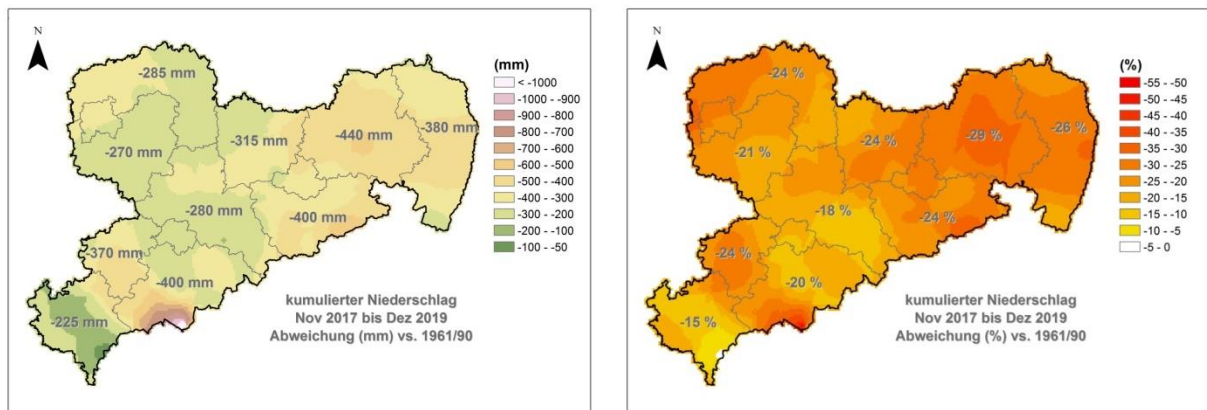 N
-285 mm
-270 mm
-315 mm
-440 mm
-380 mm
-280 mm
-400 mm
-370 mm
-400 mm
-225 mm
(mm)
< -1000
-1000 - -900
-900 - -800
-800 - -700
-700 - -600
-600 - -500
-500 - -400
-400 - -300
-300 - -200
-200 - -100
-100 - -50
kumulierter Niederschlag
Nov 2017 bis Dez 2019
Abweichung (mm) vs. 1961/90
N
-24 %
-21 %
-24 %
-29 %
-26 %
-18 %
-24 %
-24 %
-20 %
-15 %
(%)
-55 - -50
-50 - -45
-45 - -40
-40 - -35
-35 - -30
-30 - -25
-25 - -20
-20 - -15
-15 - -10
-10 - -5
-5 - 0
kumulierter Niederschlag
Nov 2017 bis Dez 2019
Abweichung (%) vs. 1961/90